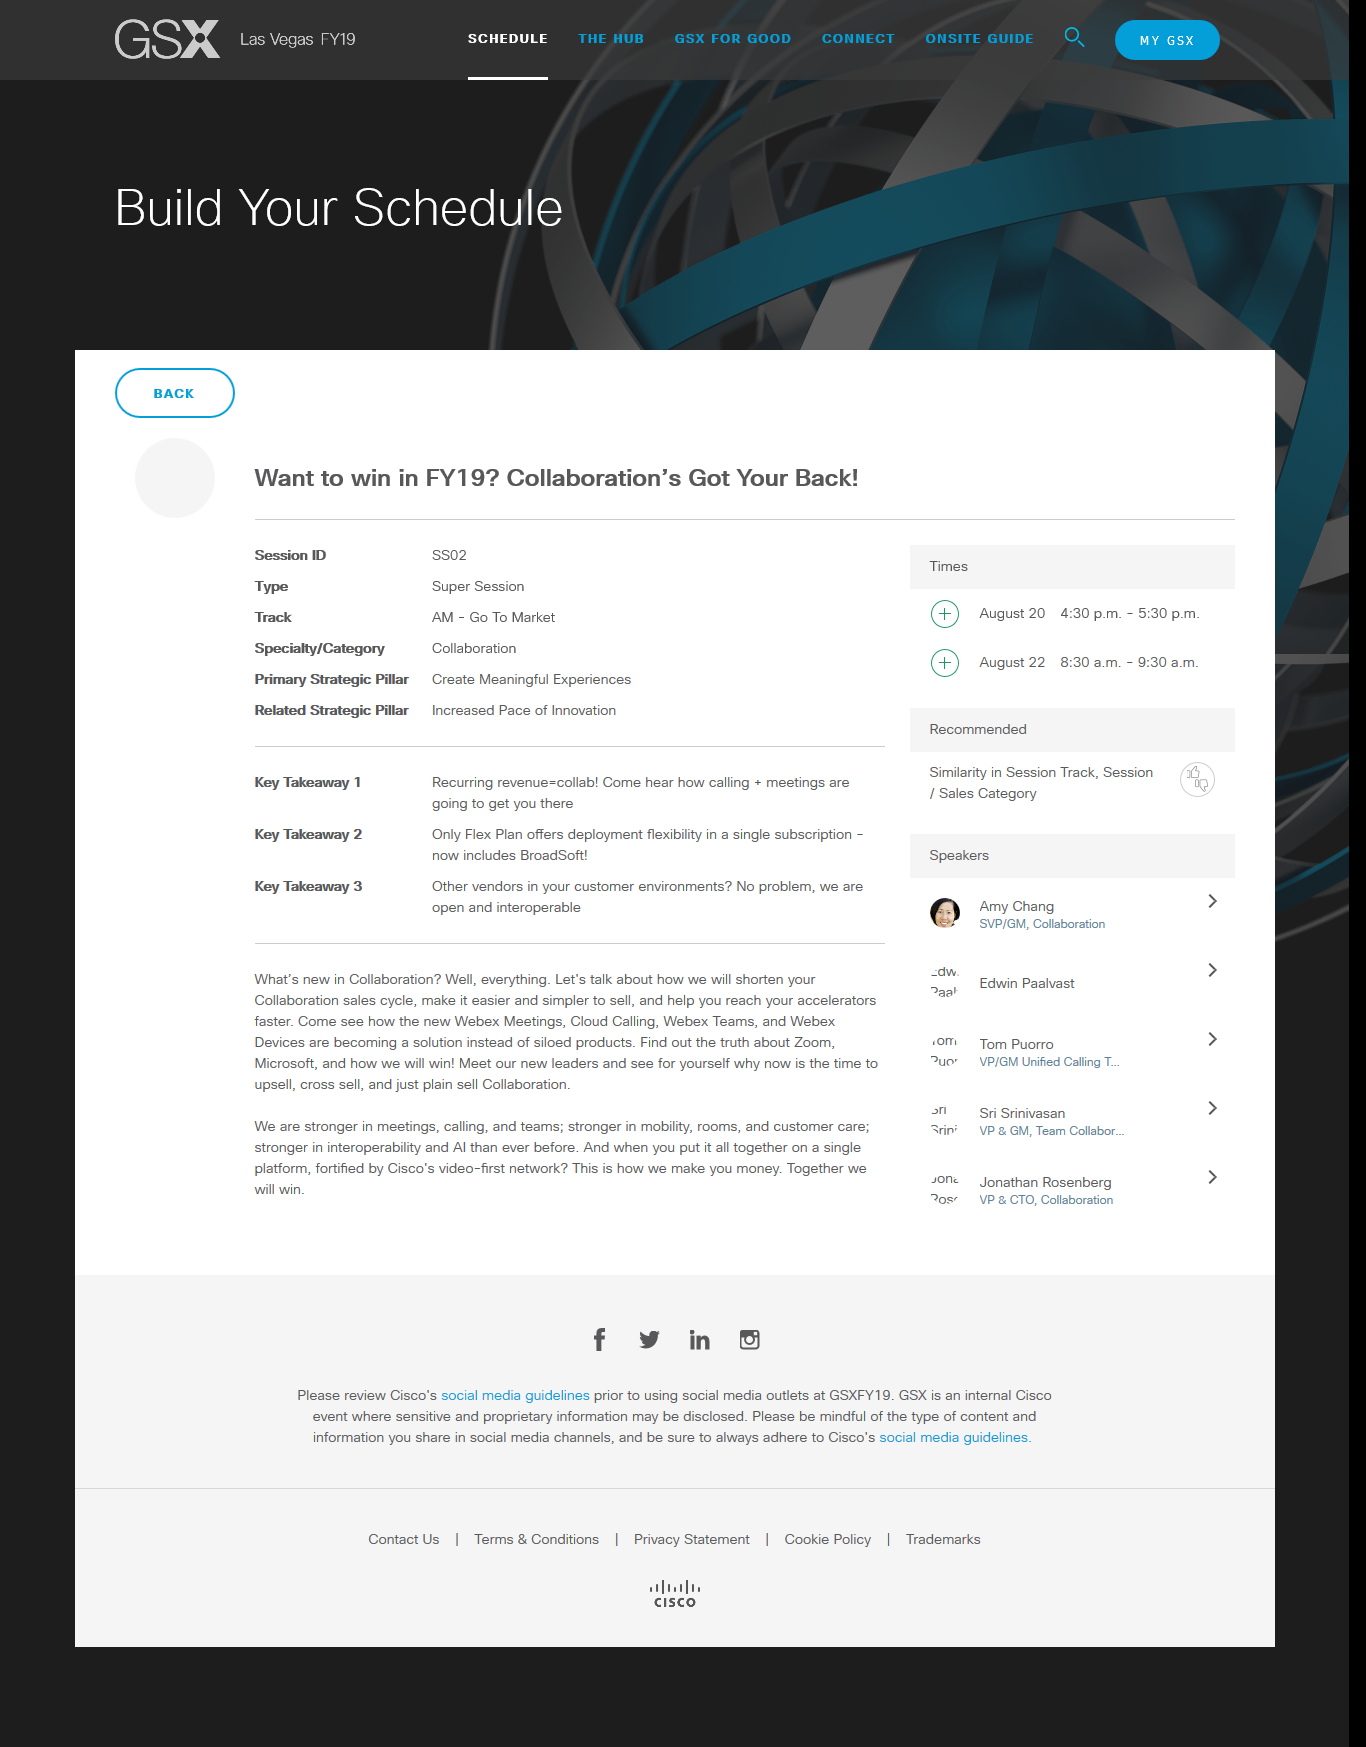 GSX Las Vegas FY19
SCHEDULE
THE HUB
GSX FOR GOOD
CONNECT
ONSITE GUIDE
MY GSX
Build Your Schedule
BACK
Want to win in FY19? Collaboration’s Got Your Back!
Session ID SS02
Type Super Session
Track AM - Go To Market
Specialty/Category Collaboration
Primary Strategic Pillar Create Meaningful Experiences
Related Strategic Pillar Increased Pace of Innovation
Key Takeaway 1 Recurring revenue=collab! Come hear how calling + meetings are
going to get you there
Key Takeaway 2 Only Flex Plan offers deployment flexibility in a single subscription -
now includes BroadSoft!
Key Takeaway 3 Other vendors in your customer environments? No problem, we are
open and interoperable
What's new in Collaboration? Well, everything. Let's talk about how we will shorten your
Collaboration sales cycle, make it easier and simpler to sell, and help you reach your accelerators
faster. Come see how the new Webex Meetings, Cloud Calling, Webex Teams, and Webex
Devices are becoming a solution instead of siloed products. Find out the truth about Zoom,
Microsoft, and how we will win! Meet our new leaders and see for yourself why now is the time to
upsell, cross sell, and just plain sell Collaboration.
We are stronger in meetings, calling, and teams; stronger in mobility, rooms, and customer care;
stronger in interoperability and AI than ever before. And when you put it all together on a single
platform, fortified by Cisco's video-first network? This is how we make you money. Together we
will win.
Times
August 20 4:30 p.m. - 5:30 p.m.
August 22 8:30 a.m. - 9:30 a.m.
Recommended
Similarity in Session Track, Session
/ Sales Category
Speakers
Amy Chang
SVP/GM, Collaboration
Edwin Paalvast
Tom Puorro
VP/GM Unified Calling T...
Sri
Sri Srinivasan
VP & GM, Team Collabor...
Jonathan Rosenberg
VP & CTO, Collaboration
Please review Cisco's social media guidelines prior to using social media outlets at GSXFY19. GSX is an internal Cisco
event where sensitive and proprietary information may be disclosed. Please be mindful of the type of content and
information you share in social media channels, and be sure to always adhere to Cisco's social media guidelines.
Contact Us | Terms & Conditions | Privacy Statement | Cookie Policy | Trademarks
CISCO